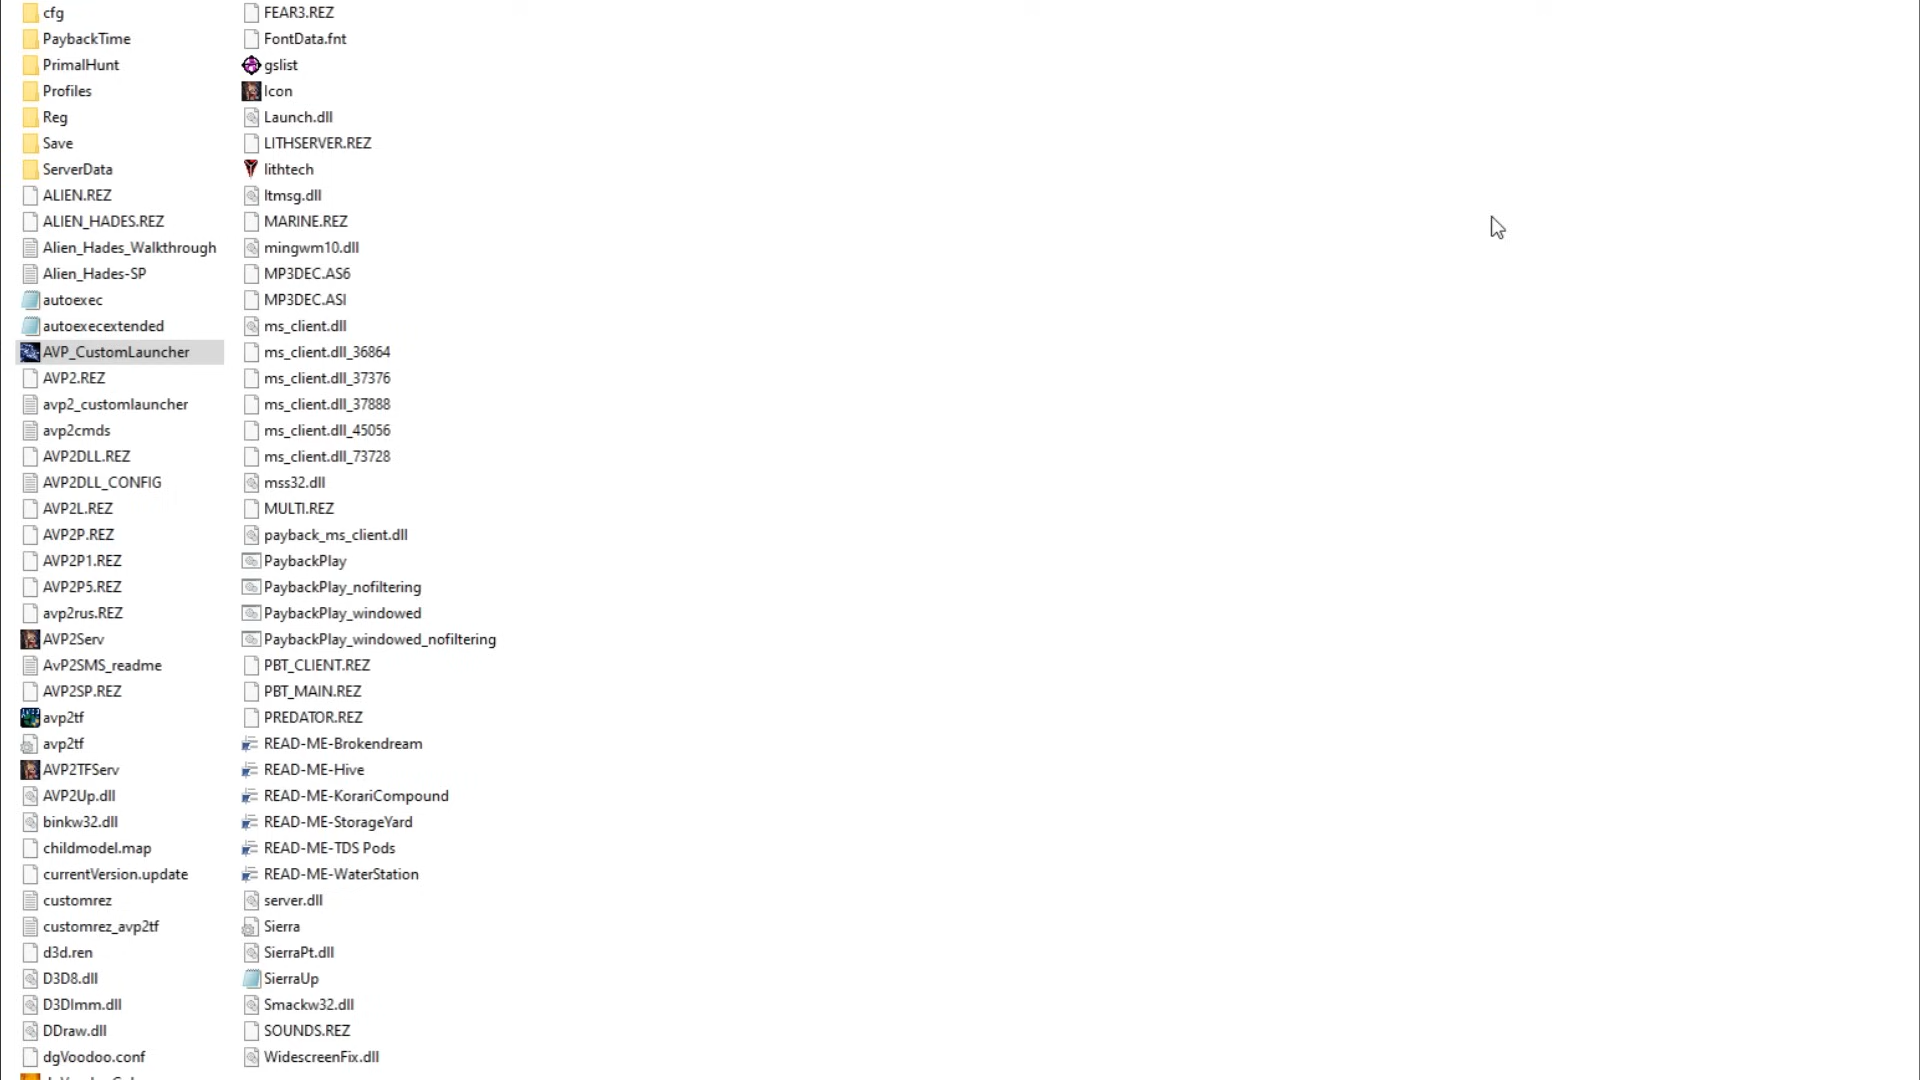 cfg
PaybackTime
PrimalHunt
Profiles
Reg
Save
ServerData
ALIEN.REZ
ALIEN_HADES.REZ
Alien_Hades_Walkthrough
Alien_Hades-SP
autoexec
autoexecextended
AVP_CustomLauncher
AVP2.REZ
avp2_customlauncher
avp2cmds
AVP2DLL.REZ
AVP2DLL_CONFIG
AVP2L.REZ
AVP2P.REZ
AVP2P1.REZ
AVP2P5.REZ
avp2rus.REZ
AVP2Serv
AvP2SMS_readme
AVP2SP.REZ
avp2tf
avp2tf
AVP2TFServ
AVP2Up.dll
binkw32.dll
childmodel.map
currentVersion.update
customrez
customrez_avp2tf
d3d.ren
D3D8.dll
D3DImm.dll
DDraw.dll
dgVoodoo.conf
FEAR3.REZ
FontData.fnt
gslist
Icon
Launch.dll
LITHSERVER.REZ
lithtech
ltmsg.dll
MARINE.REZ
mingwm10.dll
MP3DEC.AS6
MP3DEC.ASI
ms_client.dll
ms_client.dll_36864
ms_client.dll_37376
ms_client.dll_37888
ms_client.dll_45056
ms_client.dll_73728
mss32.dll
MULTI.REZ
payback_ms_client.dll
PaybackPlay
PaybackPlay_nofiltering
PaybackPlay_windowed
PaybackPlay_windowed_nofiltering
PBT_CLIENT.REZ
PBT_MAIN.REZ
PREDATOR.REZ
READ-ME-Brokendream
READ-ME-Hive
READ-ME-KorariCompound
READ-ME-StorageYard
READ-ME-TDS Pods
READ-ME-WaterStation
server.dll
Sierra
SierraPt.dll
SierraUp
Smackw32.dll
SOUNDS.REZ
WidescreenFix.dll